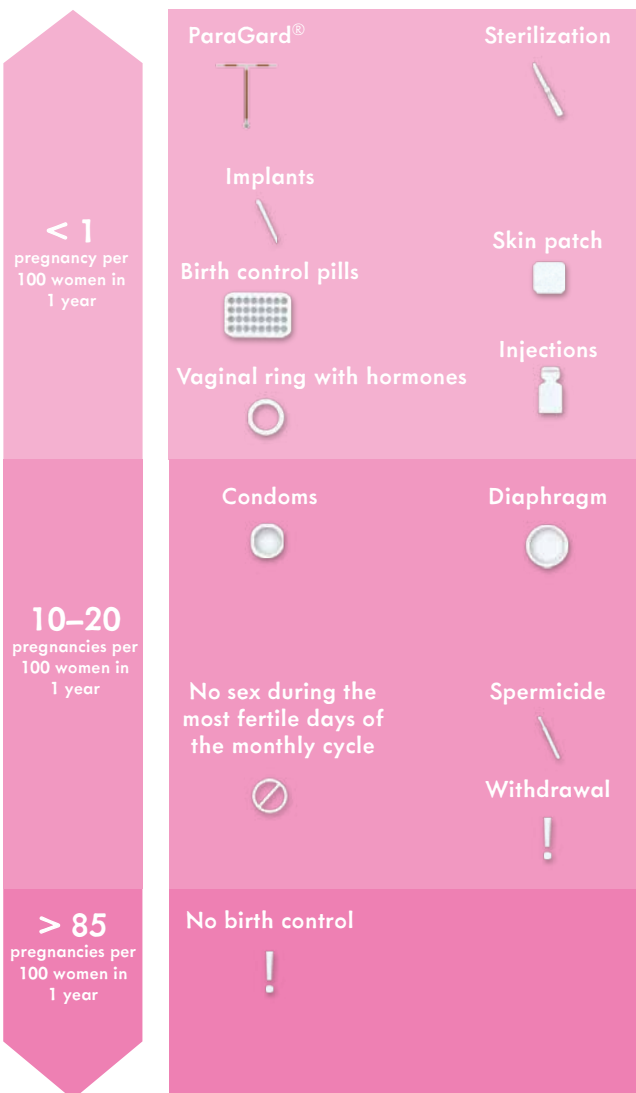 ParaGard®
Sterilization
Implants
< 1
pregnancy per
100 women in
1 year
Skin patch
Birth control pills
Injections
Vaginal ring with hormones
Condoms
Diaphragm
10–20
pregnancies per
100 women in
1 year
No sex during the
most fertile days of
the monthly cycle
Spermicide
Withdrawal
> 85
pregnancies per
100 women in
1 year
No birth control